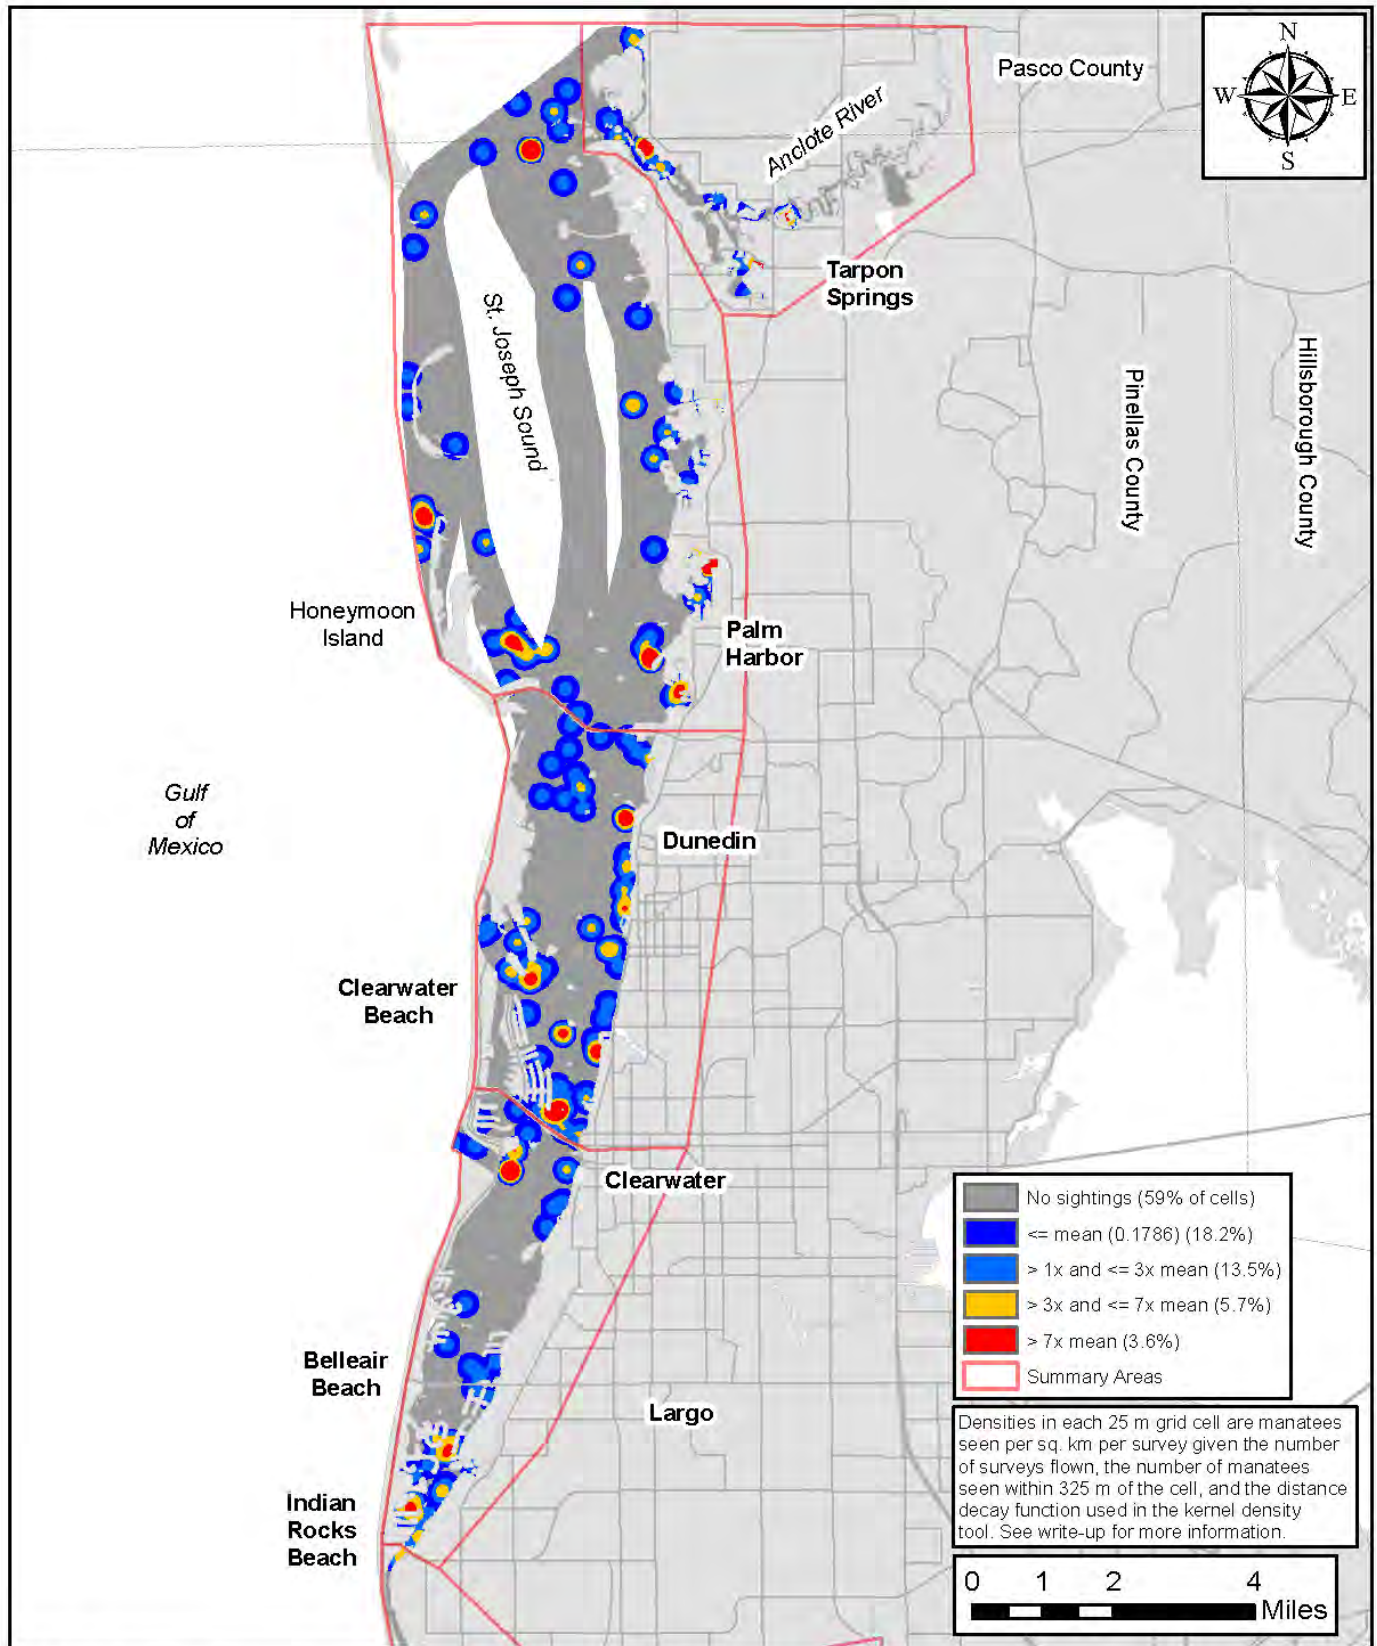 N
W E
S
Pasco County
Anclote River
Tarpon
Springs
St. Joseph Sound
Pinellas County
Hillsborough County
Honeymoon
Island
Palm
Harbor
Gulf
of
Mexico
Dunedin
Clearwater
Beach
Clearwater
Belleair
Beach
Largo
Indian
Rocks
Beach
No sightings (59% of cells)
<= mean (0.1786) (18.2%)
> 1x and <= 3x mean (13.5%)
> 3x and <= 7x mean (5.7%)
> 7x mean (3.6%)
Summary Areas
Densities in each 25 m grid cell are manatees
seen per sq. km per survey given the number
of surveys flown, the number of manatees
seen within 325 m of the cell, and the distance
decay function used in the kernel density
tool. See write-up for more information.
0 1 2 4
Miles